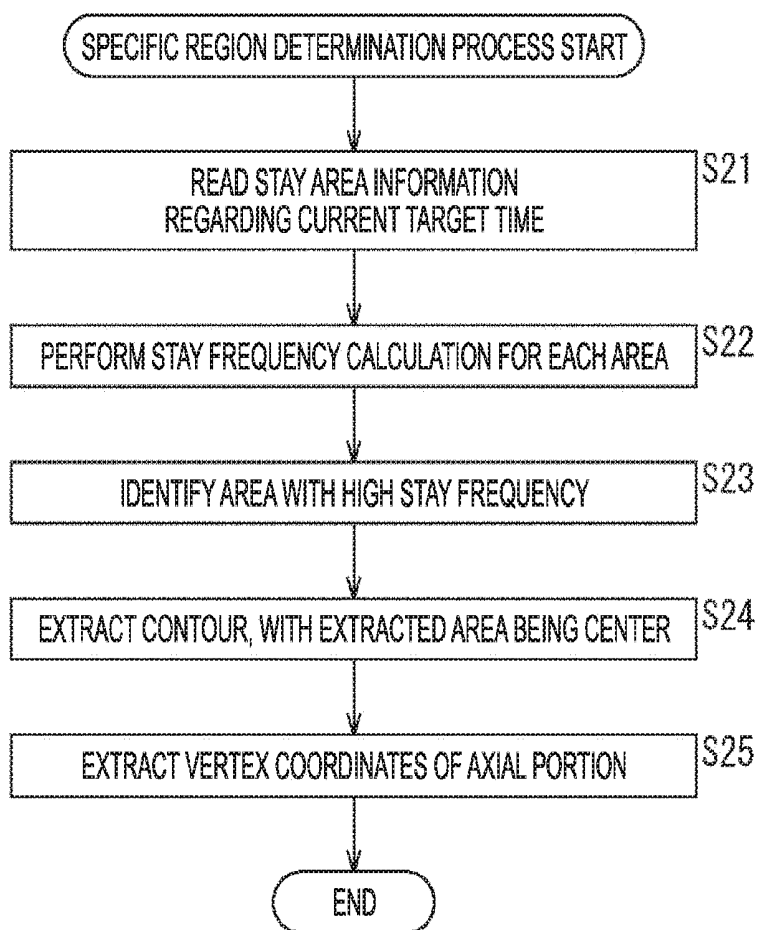 SPECIFIC REGION DETERMINATION PROCESS START
S21
READ STAY AREA INFORMATION
REGARDING CURRENT TARGET TIME
S22
PERFORM STAY FREQUENCY CALCULATION FOR EACH AREA
S23
IDENTIFY AREA WITH HIGH STAY FREQUENCY
S24
EXTRACT CONTOUR, WITH EXTRACTED AREA BEING CENTER
S25
EXTRACT VERTEX COORDINATES OF AXIAL PORTION
END